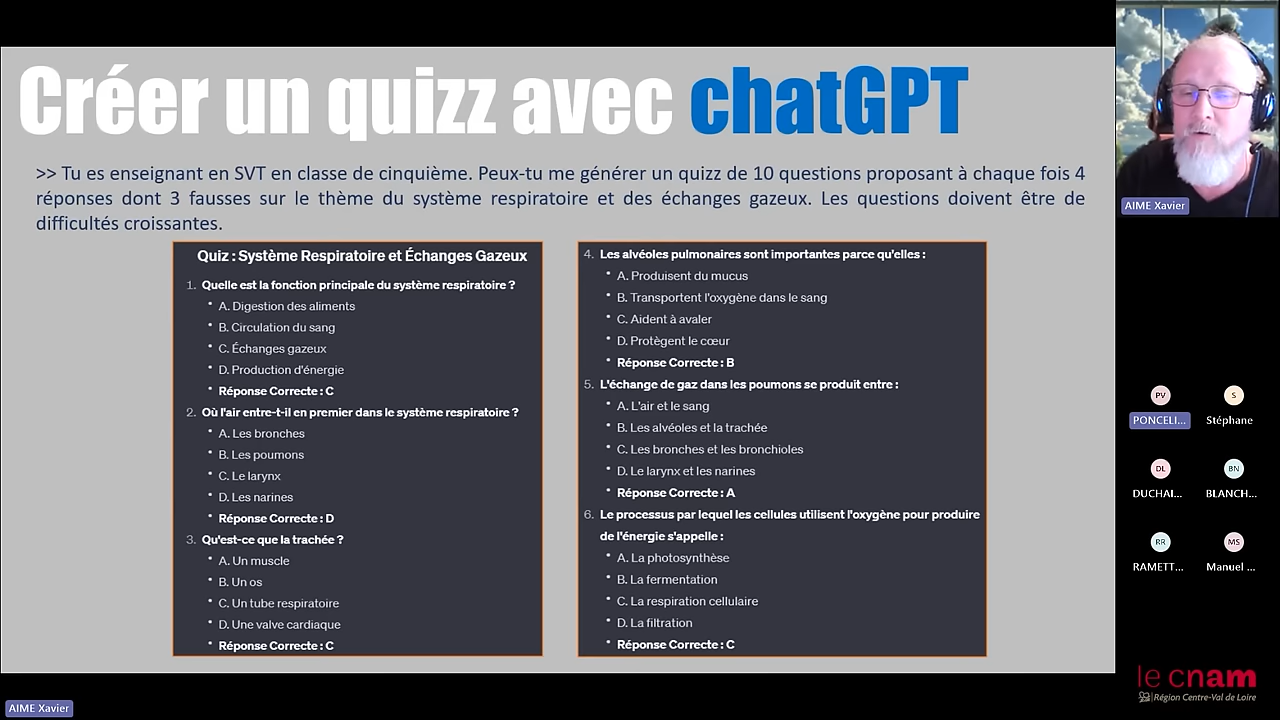 Créer un quizz avec chatGPT
>> Tu es enseignant en SVT en classe de cinquième. Peux-tu me générer un quizz de 10 questions proposant à chaque fois 4
réponses dont 3 fausses sur le thème du système respiratoire et des échanges gazeux. Les questions doivent être de
difficultés croissantes.
Quiz : Système Respiratoire et Échanges Gazeux
1. Quelle est la fonction principale du système respiratoire ?
• A. Digestion des aliments
• B. Circulation du sang
• C. Échanges gazeux
• D. Production d'énergie
• Réponse Correcte : C
2. Où l'air entre-t-il en premier dans le système respiratoire ?
• A. Les bronches
• B. Les poumons
• C. Le larynx
• D. Les narines
• Réponse Correcte : D
3. Qu'est-ce que la trachée ?
• A. Un muscle
• B. Un os
• C. Un tube respiratoire
• D. Une valve cardiaque
• Réponse Correcte : C
4. Les alvéoles pulmonaires sont importantes parce qu'elles :
• A. Produisent du mucus
• B. Transportent l'oxygène dans le sang
• C. Aident à avaler
• D. Protègent le cœur
• Réponse Correcte : B
5. L'échange de gaz dans les poumons se produit entre :
• A. L'air et le sang
• B. Les alvéoles et la trachée
• C. Les bronches et les bronchioles
• D. Le larynx et les narines
• Réponse Correcte : A
6. Le processus par lequel les cellules utilisent l'oxygène pour produire
de l'énergie s'appelle :
• A. La photosynthèse
• B. La fermentation
• C. La respiration cellulaire
• D. La filtration
• Réponse Correcte : C
AIME Xavier
PV
S
PONCELI...
Stéphane
DL
BN
DUCHAI...
BLANCH...
RR
MS
RAMETT...
Manuel ...
le cnam
Région Centre-Val de Loire
AIME Xavier